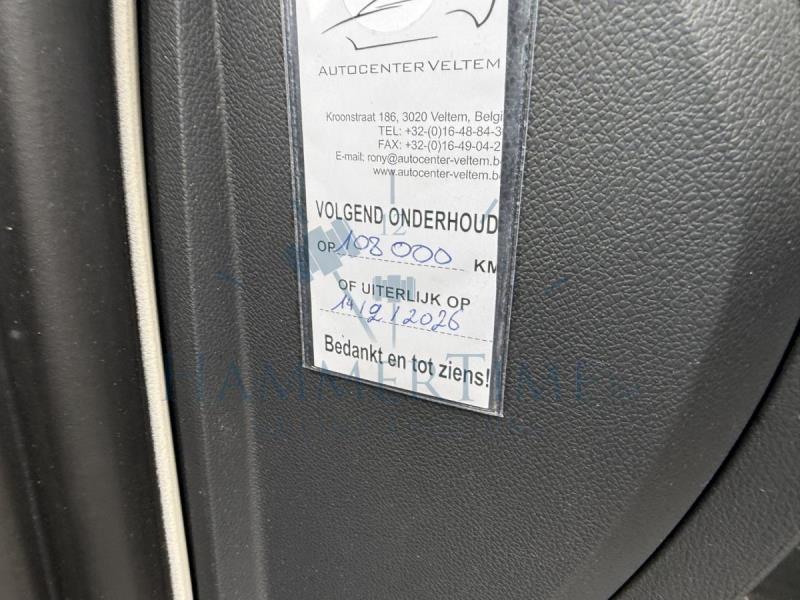 AUTOCENTER VELTEM
Kroonstraat 186, 3020 Veltem, Belgi
TEL: +32-(0)16-48-84-3
FAX: +32-(0)16-49-04-2
E-mail: rony@autocenter-veltem.b
www.autocenter-veltem.b
VOLGEND ONDERHOUD
OP 108 000 KM
OF UITERLIJK OP
14/2/2026
Bedankt en tot ziens!
12
HAMMERTIME